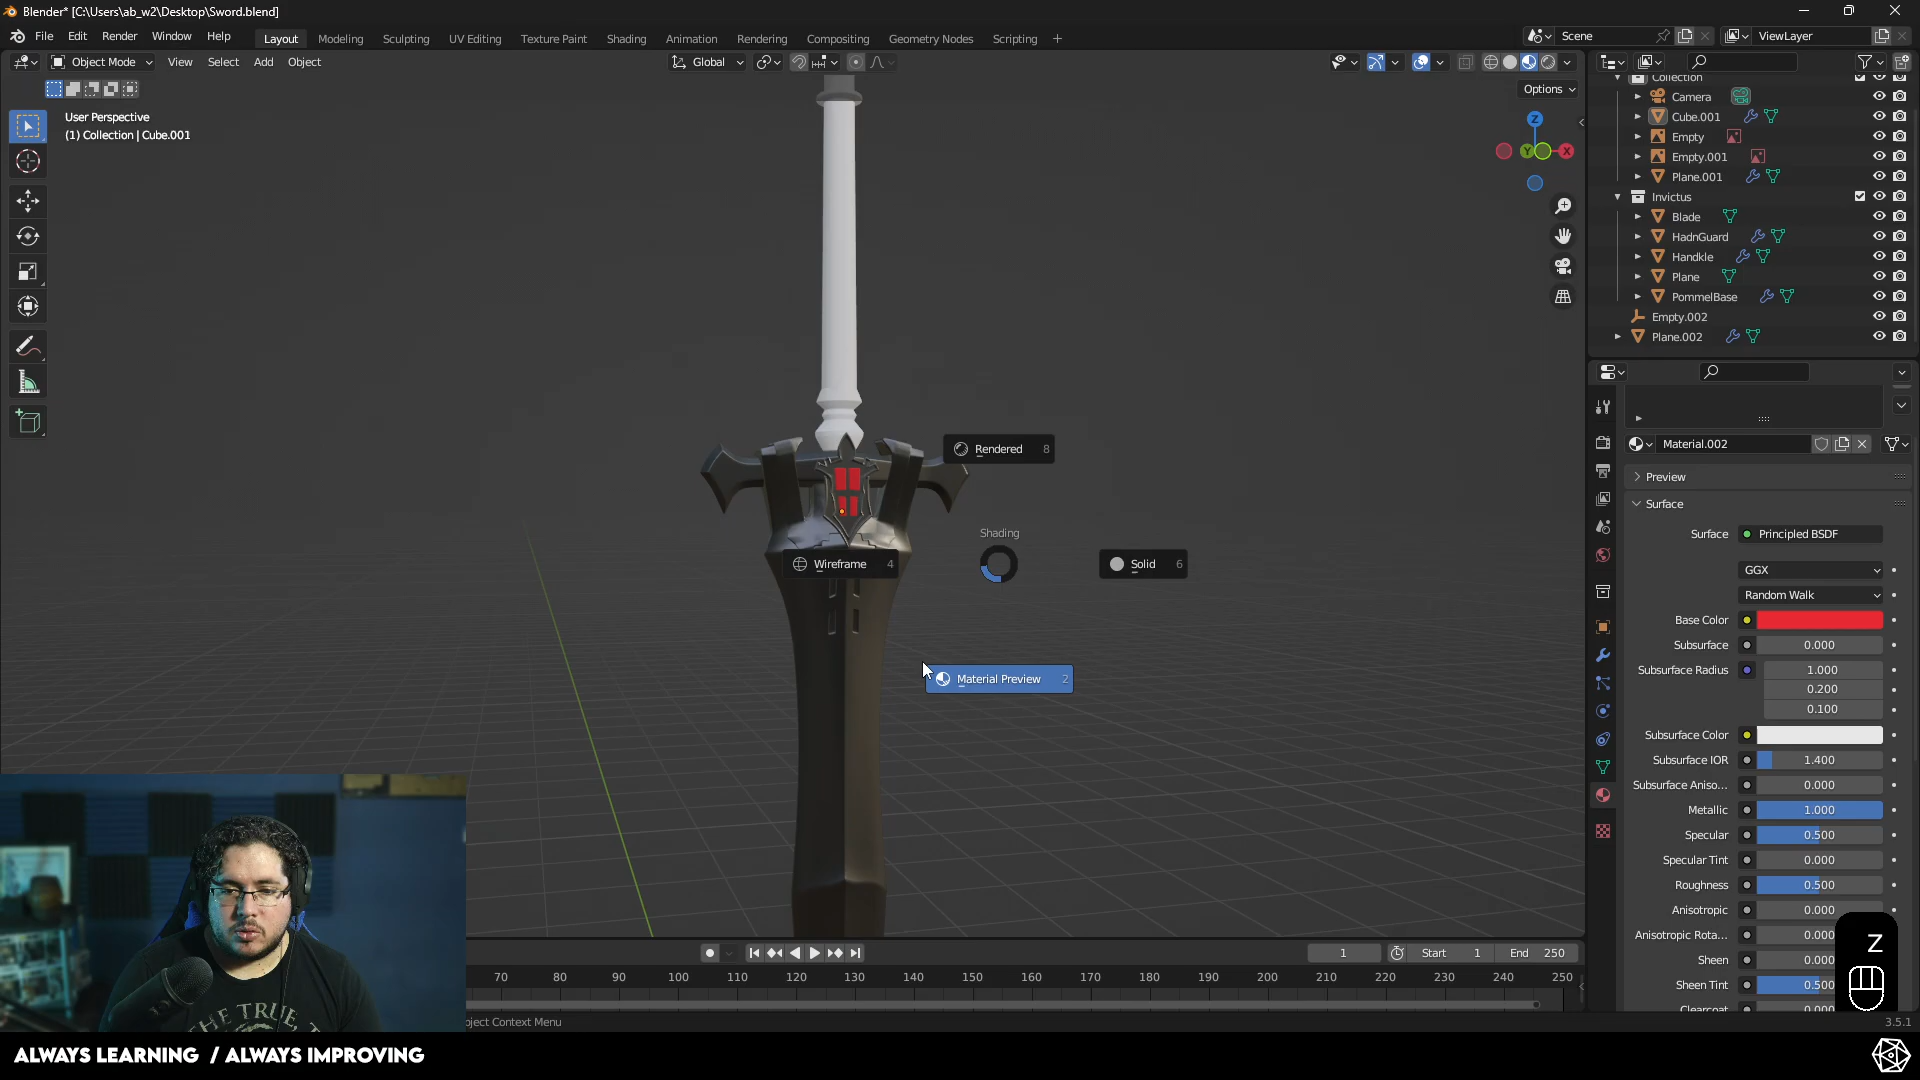 Blender* [C:\Users\ab_w2\Desktop\Sword.blend]
File Edit Render Window Help
Layout Modeling Sculpting UV Editing Texture Paint Shading Animation Rendering Compositing Geometry Nodes Scripting +
Scene
ViewLayer
Object Mode View Select Add Object
Global
Options
User Perspective
(1) Collection | Cube.001
Z
Y
X
Collection
Camera
Cube.001
Empty
Empty.001
Plane.001
Invictus
Blade
HadnGuard
Handkle
Plane
PommelBase
Empty.002
Plane.002
Rendered 8
Shading
Wireframe 4
Solid 6
Material Preview 2
Material.002
Preview
Surface
Surface Principled BSDF
GGX
Random Walk
Base Color
Subsurface 0.000
Subsurface Radius 1.000
0.200
0.100
Subsurface Color
Subsurface IOR 1.400
Subsurface Aniso... 0.000
Metallic 1.000
Specular 0.500
Specular Tint 0.000
Roughness 0.500
Anisotropic 0.000
Anisotropic Rota... 0.000
Sheen 0.000
Sheen Tint 0.500
Clearcoat 0.000
Z
1 Start 1 End 250
70 80 90 100 110 120 130 140 150 160 170 180 190 200 210 220 230 240 250
ject Context Menu
3.5.1
THE TRUE
ALWAYS LEARNING / ALWAYS IMPROVING